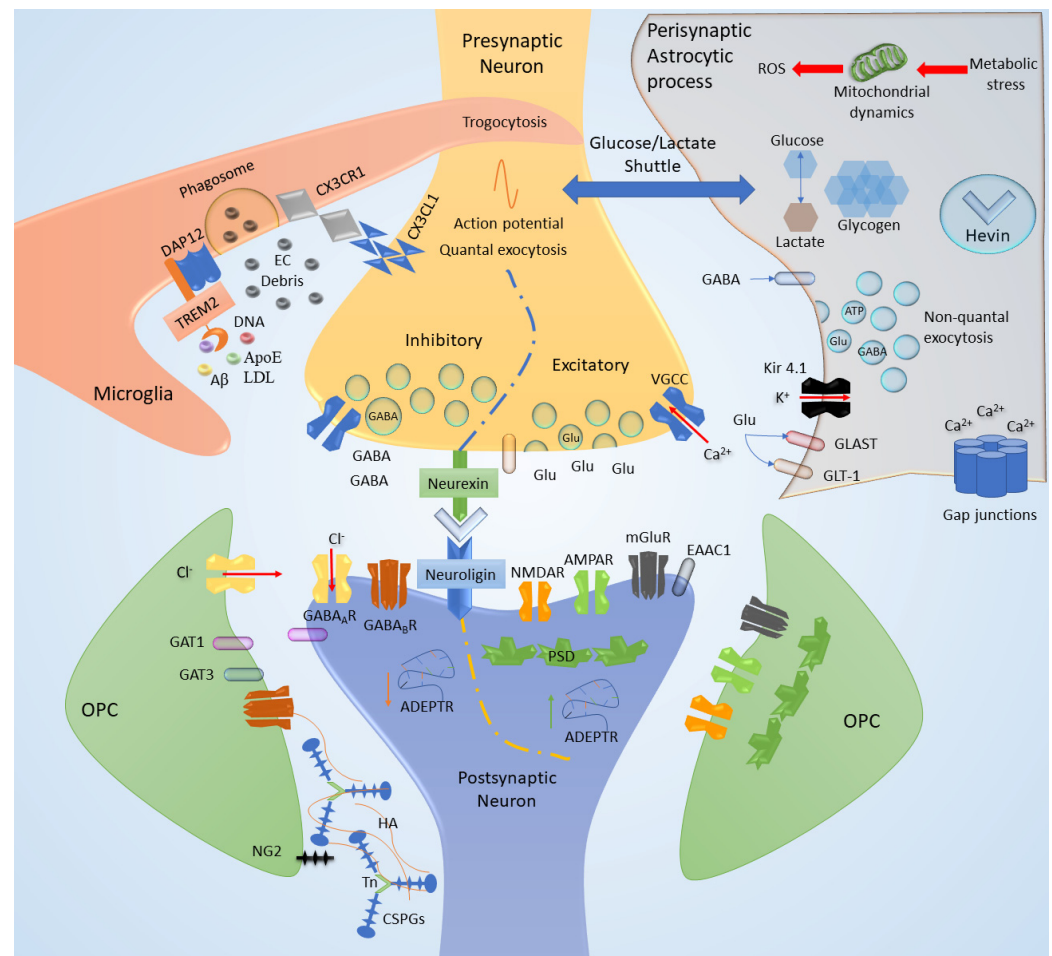 Presynaptic
Neuron
Perisynaptic
Astrocytic
process
ROS
Mitochondrial
dynamics
Metabolic
stress
Trogocytosis
Glucose/Lactate
Shuttle
Glucose
Lactate
Glycogen
Hevin
Phagosome
CX3CR1
CX3CL1
DAP12
EC
Debris
TREM2
DNA
ApoE
LDL
Aβ
Microglia
Action potential
Quantal exocytosis
Inhibitory
Excitatory
VGCC
GABA
GABA
GABA
Glu
Glu
Glu
Glu
Ca²⁺
Neurexin
GABA
ATP
Glu
GABA
Non-quantal
exocytosis
Kir 4.1
K⁺
Glu
GLAST
GLT-1
Ca²⁺
Ca²⁺
Ca²⁺
Gap junctions
Cl⁻
Cl⁻
Neuroligin
NMDAR
AMPAR
mGluR
EAAC1
GABA_AR
GABA_BR
GAT1
GAT3
OPC
PSD
ADEPTR
ADEPTR
OPC
Postsynaptic
Neuron
HA
NG2
Tn
CSPGs